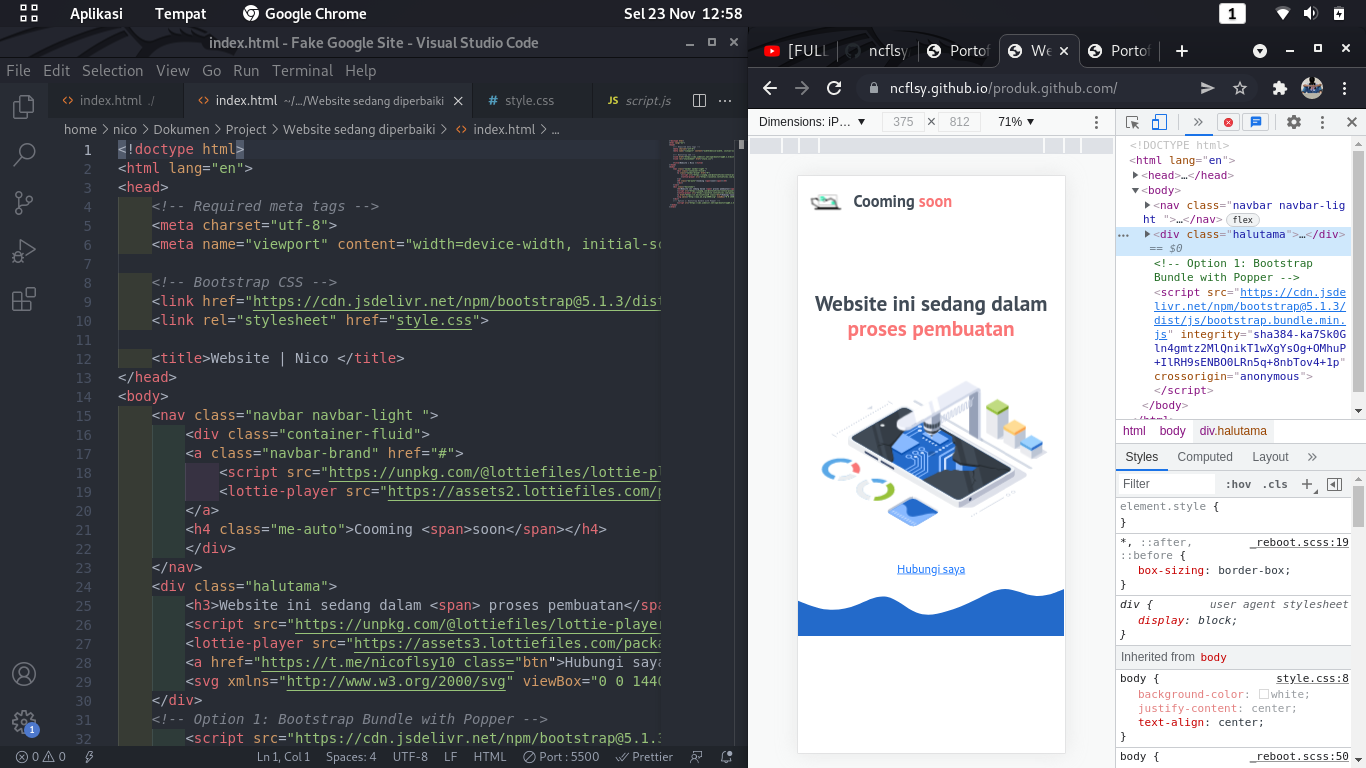 Aplikasi Tempat Google Chrome Sel 23 Nov 12:58 1
index.html - Fake Google Site - Visual Studio Code
File Edit Selection View Go Run Terminal Help
index.html ./ index.html ~/.../Website sedang diperbaiki style.css script.js
home > nico > Dokumen > Project > Website sedang diperbaiki > index.html > ...
1 <!doctype html>
2 <html lang="en">
3 <head>
4 <!-- Required meta tags -->
5 <meta charset="utf-8">
6 <meta name="viewport" content="width=device-width, initial-sc
7
8 <!-- Bootstrap CSS -->
9 <link href="https://cdn.jsdelivr.net/npm/bootstrap@5.1.3/dist
10 <link rel="stylesheet" href="style.css">
11
12 <title>Website | Nico </title>
13 </head>
14 <body>
15 <nav class="navbar navbar-light ">
16 <div class="container-fluid">
17 <a class="navbar-brand" href="#">
18 <script src="https://unpkg.com/@lottiefiles/lottie-pl
19 <lottie-player src="https://assets2.lottiefiles.com/p
20 </a>
21 <h4 class="me-auto">Cooming <span>soon</span></h4>
22 </div>
23 </nav>
24 <div class="halutama">
25 <h3>Website ini sedang dalam <span> proses pembuatan</spa
26 <script src="https://unpkg.com/@lottiefiles/lottie-player
27 <lottie-player src="https://assets3.lottiefiles.com/packa
28 <a href="https://t.me/nicoflsy10 class="btn">Hubungi saya
29 <svg xmlns="http://www.w3.org/2000/svg" viewBox="0 0 1440
30 </div>
31 <!-- Option 1: Bootstrap Bundle with Popper -->
32 <script src="https://cdn.jsdelivr.net/npm/bootstrap@5.1.3
1
0 0 Ln 1, Col 1 Spaces: 4 UTF-8 LF HTML Port : 5500 Prettier
[FULL ncflsy Portof We Portof
ncflsy.github.io/produk.github.com/
Dimensions: iP... 375 × 812 71%
Cooming soon
Website ini sedang dalam
proses pembuatan
Hubungi saya
<!DOCTYPE html>
<html lang="en">
<head>…</head>
<body>
<nav class="navbar navbar-lig
ht ">…</nav> flex
<div class="halutama">…</div>
== $0
<!-- Option 1: Bootstrap
Bundle with Popper -->
<script src="https://cdn.jsde
livr.net/npm/bootstrap@5.1.3/
dist/js/bootstrap.bundle.min.
js" integrity="sha384-ka7Sk0G
ln4gmtz2MlQnikT1wXgYsOg+OMhuP
+IlRH9sENBO0LRn5q+8nbTov4+1p"
crossorigin="anonymous">
</script>
</body>
</html>
html body div.halutama
Styles Computed Layout
Filter :hov .cls
element.style {
}
*, ::after, _reboot.scss:19
::before {
box-sizing: border-box;
}
div { user agent stylesheet
display: block;
}
Inherited from body
body { style.css:8
background-color: white;
justify-content: center;
text-align: center;
}
body { _reboot.scss:50